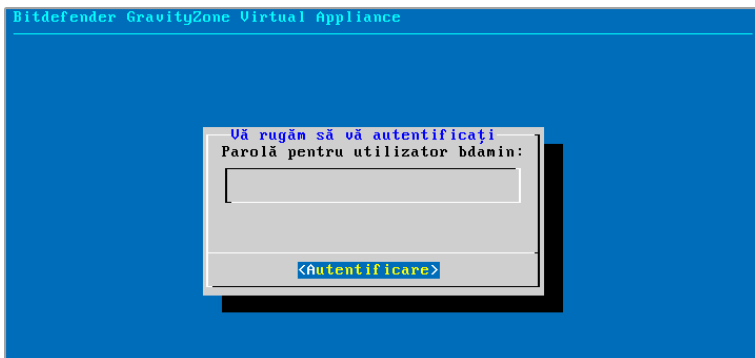 Bitdefender GravityZone Virtual Appliance
Vă rugăm să vă autentificați
Parolă pentru utilizator bdamin:
<Autentificare>